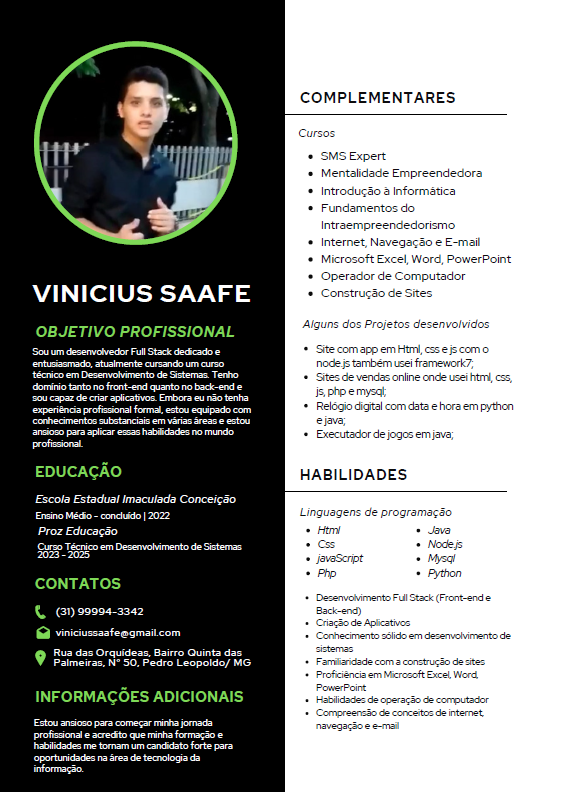 VINICIUS SAAFE
OBJETIVO PROFISSIONAL
Sou um desenvolvedor Full Stack dedicado e
entusiasmado, atualmente cursando um curso
técnico em Desenvolvimento de Sistemas. Tenho
domínio tanto no front-end quanto no back-end e
sou capaz de criar aplicativos. Embora eu não tenha
experiência profissional formal, estou equipado com
conhecimentos substanciais em várias áreas e estou
ansioso para aplicar essas habilidades no mundo
profissional.
EDUCAÇÃO
Escola Estadual Imaculada Conceição
Ensino Médio - concluído | 2022
Proz Educação
Curso Técnico em Desenvolvimento de Sistemas
2023 - 2025
CONTATOS
(31) 99994-3342
viniciussaafe@gmail.com
Rua das Orquídeas, Bairro Quinta das
Palmeiras, N° 50, Pedro Leopoldo/ MG
INFORMAÇÕES ADICIONAIS
Estou ansioso para começar minha jornada
profissional e acredito que minha formação e
habilidades me tornam um candidato forte para
oportunidades na área de tecnologia da
informação.
COMPLEMENTARES
Cursos
• SMS Expert
• Mentalidade Empreendedora
• Introdução à Informática
• Fundamentos do
Intraempreendedorismo
• Internet, Navegação e E-mail
• Microsoft Excel, Word, PowerPoint
• Operador de Computador
• Construção de Sites
Alguns dos Projetos desenvolvidos
• Site com app em Html, css e js com o
node.js também usei framework7;
• Sites de vendas online onde usei html, css,
js, php e mysql;
• Relógio digital com data e hora em python
e java;
• Executador de jogos em java;
HABILIDADES
Linguagens de programação
• Html
• Css
• javaScript
• Php
• Java
• Node.js
• Mysql
• Python
• Desenvolvimento Full Stack (Front-end e
Back-end)
• Criação de Aplicativos
• Conhecimento sólido em desenvolvimento de
sistemas
• Familiaridade com a construção de sites
• Proficiência em Microsoft Excel, Word,
PowerPoint
• Habilidades de operação de computador
• Compreensão de conceitos de internet,
navegação e e-mail